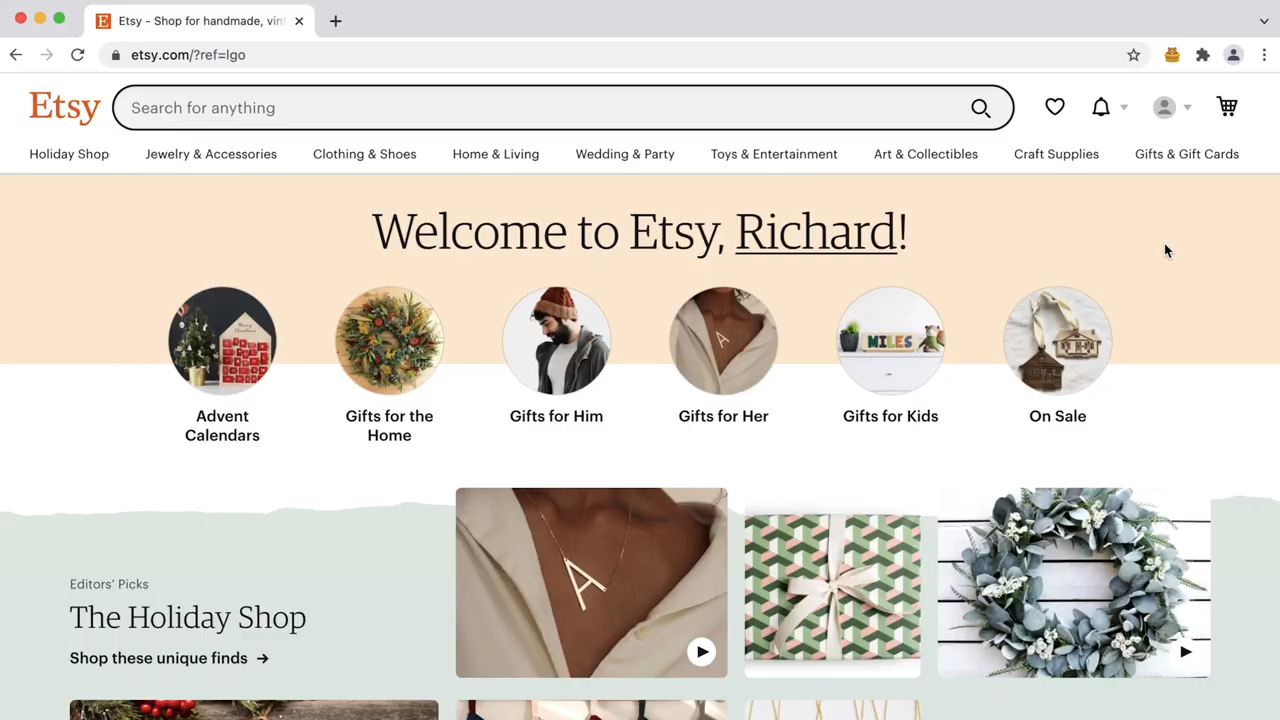 Etsy - Shop for handmade, vin
etsy.com/?ref=lgo
Etsy
Search for anything
Holiday Shop
Jewelry & Accessories
Clothing & Shoes
Home & Living
Wedding & Party
Toys & Entertainment
Art & Collectibles
Craft Supplies
Gifts & Gift Cards
Welcome to Etsy, Richard!
MILES
Advent
Calendars
Gifts for the
Home
Gifts for Him
Gifts for Her
Gifts for Kids
On Sale
A
Editors' Picks
The Holiday Shop
Shop these unique finds →